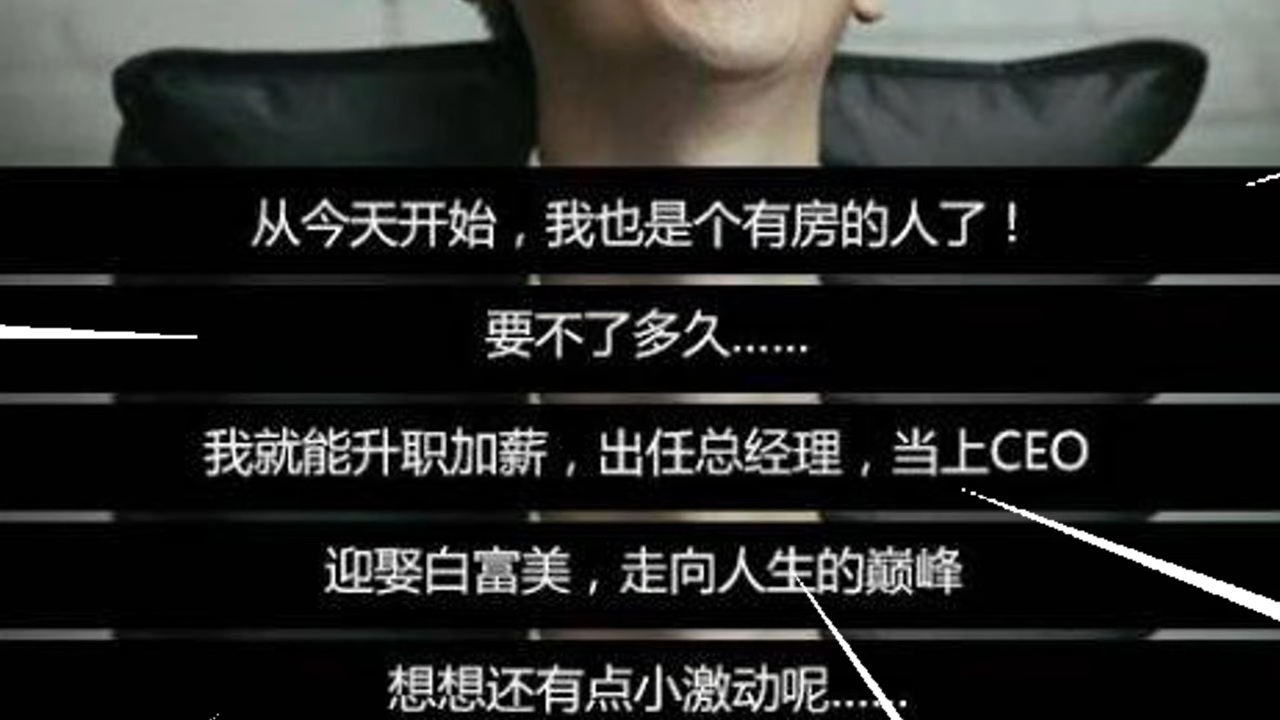 从今天开始，我也是个有房的人了！
要不了多久……
我就能升职加薪，出任总经理，当上CEO
迎娶白富美，走向人生的巅峰
想想还有点小激动呢……